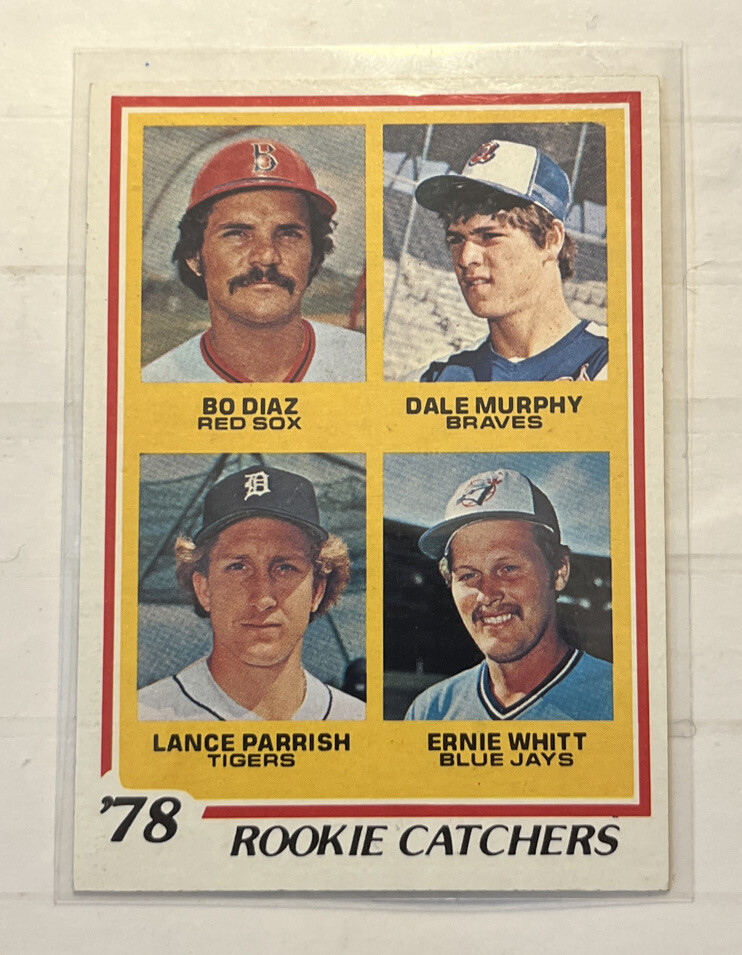 B
BO DIAZ
RED SOX
DALE MURPHY
BRAVES
D
LANCE PARRISH
TIGERS
ERNIE WHITT
BLUE JAYS
'78
ROOKIE CATCHERS